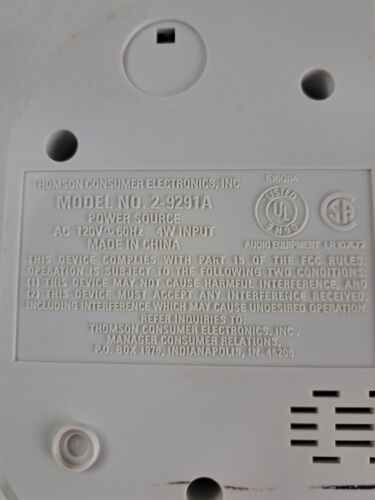 THOMSON CONSUMER ELECTRONICS, INC.
MODEL NO. 2-9291A
POWER SOURCE
AC 120V~60Hz 4W INPUT
MADE IN CHINA
E160114
LISTED
UL
AUDIO EQUIPMENT LR102472
THIS DEVICE COMPLIES WITH PART 15 OF THE FCC RULES.
OPERATION IS SUBJECT TO THE FOLLOWING TWO CONDITIONS:
(1) THIS DEVICE MAY NOT CAUSE HARMFUL INTERFERENCE, AND
(2) THIS DEVICE MUST ACCEPT ANY INTERFERENCE RECEIVED,
INCLUDING INTERFERENCE WHICH MAY CAUSE UNDESIRED OPERATION.
REFER INQUIRIES TO:
THOMSON CONSUMER ELECTRONICS, INC.
MANAGER CONSUMER RELATIONS,
P.O. BOX 1976, INDIANAPOLIS, IN. 46206